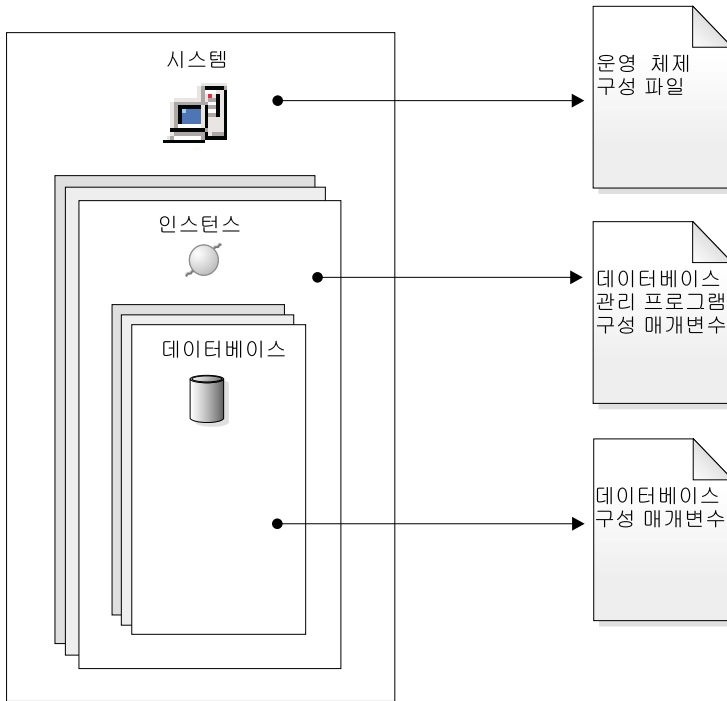 시스템
운영 체제
구성 파일
인스턴스
데이터베이스
관리 프로그램
구성 매개변수
데이터베이스
데이터베이스
구성 매개변수